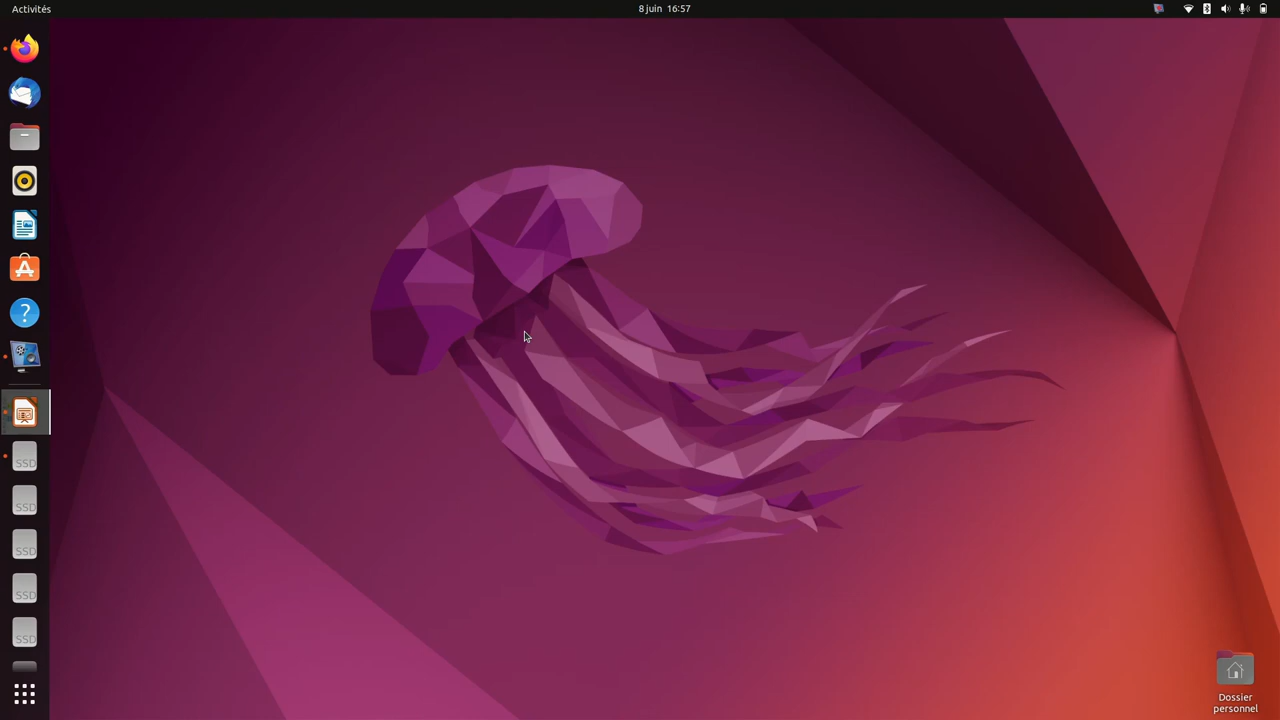 Activités
8 juin 16:57
?
SSD
SSD
SSD
SSD
SSD
Dossier
personnel